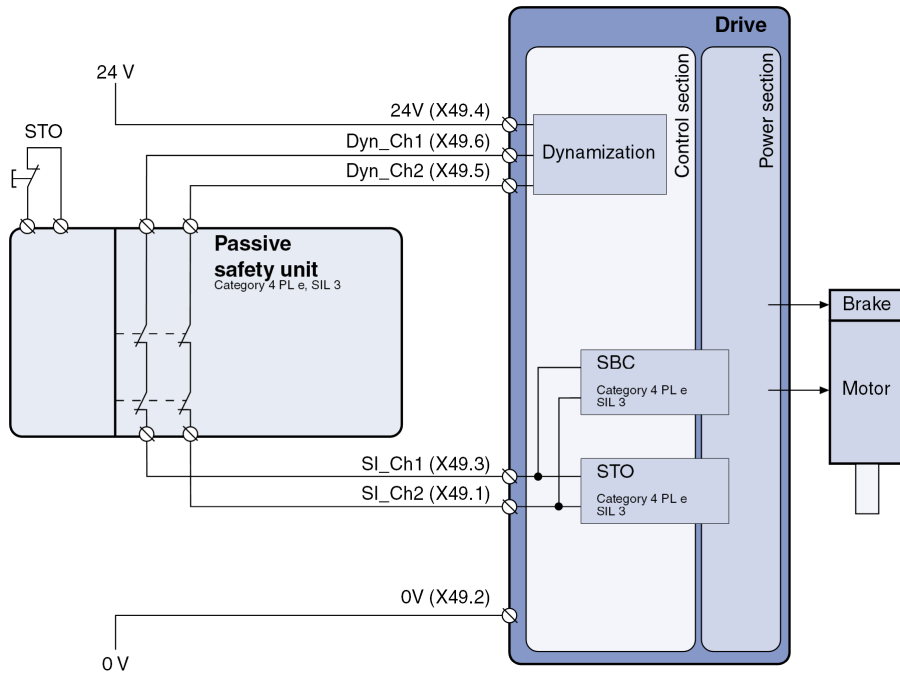 Drive
24 V
Control section
Power section
24V (X49.4)
STO
Dyn_Ch1 (X49.6)
Dynamization
Dyn_Ch2 (X49.5)
Passive
safety unit
Category 4 PL e, SIL 3
Brake
SBC
Category 4 PL e
SIL 3
Motor
SI_Ch1 (X49.3)
STO
SI_Ch2 (X49.1)
Category 4 PL e
SIL 3
0V (X49.2)
0 V